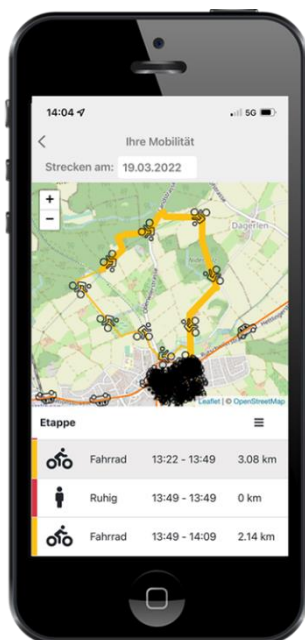 14:04
5G
Ihre Mobilität
Strecken am: 19.03.2022
+
−
Dägerlen
Leaflet | © OpenStreetMap
Etappe
Fahrrad 13:22 - 13:49 3.08 km
Ruhig 13:49 - 13:49 0 km
Fahrrad 13:49 - 14:09 2.14 km